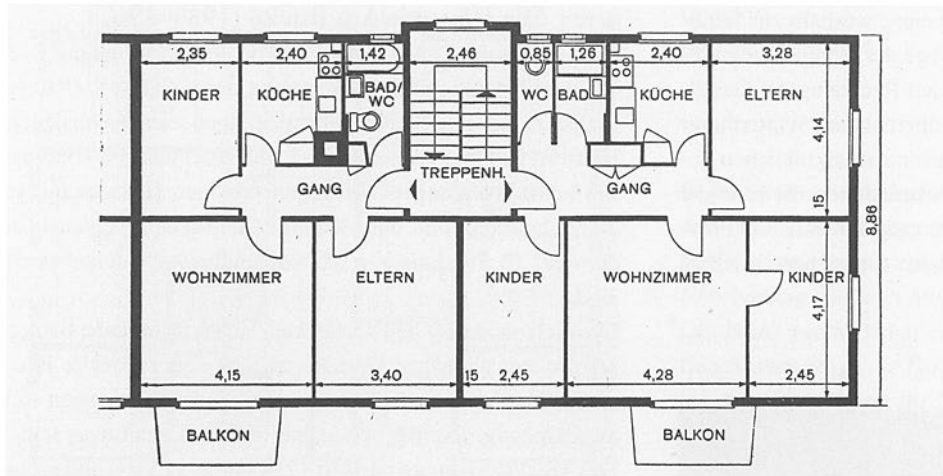 2,35 2,40 1,42 2,46 0,85 1,26 2,40 3,28
KINDER KÜCHE BAD/ WC BAD KÜCHE ELTERN
WC
4,14
TREPPENH.
GANG GANG
15
8,86
WOHNZIMMER ELTERN KINDER WOHNZIMMER KINDER
4,17
4,15 3,40 15 2,45 4,28 2,45
BALKON BALKON